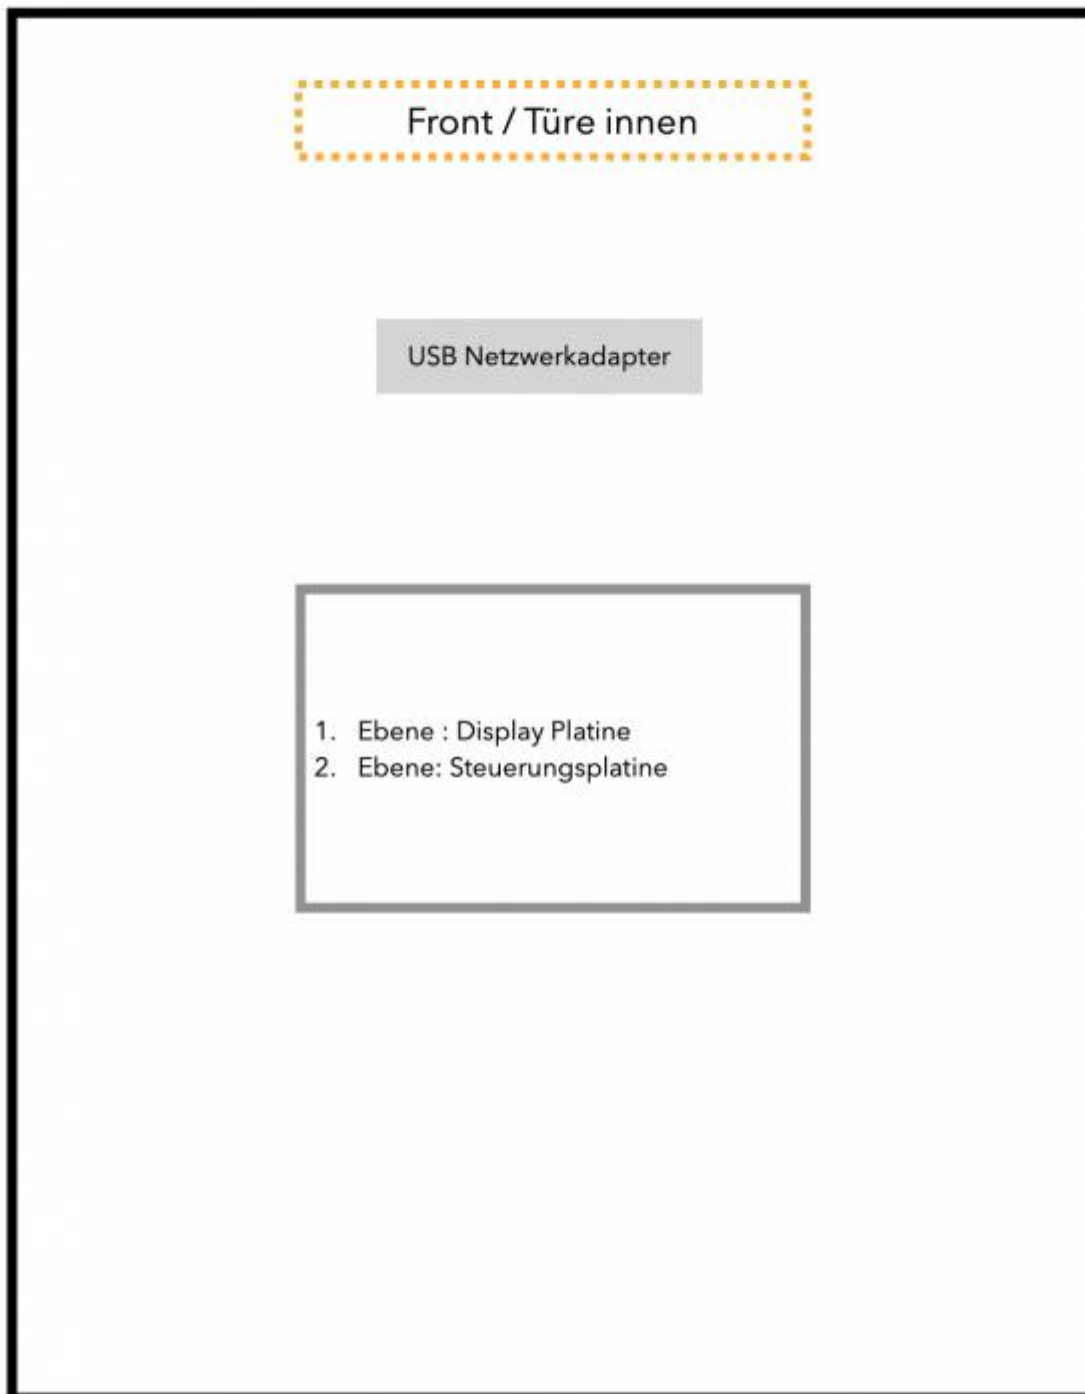 Front / Türe innen
USB Netzwerkadapter
1. Ebene : Display Platine
2. Ebene: Steuerungsplatine